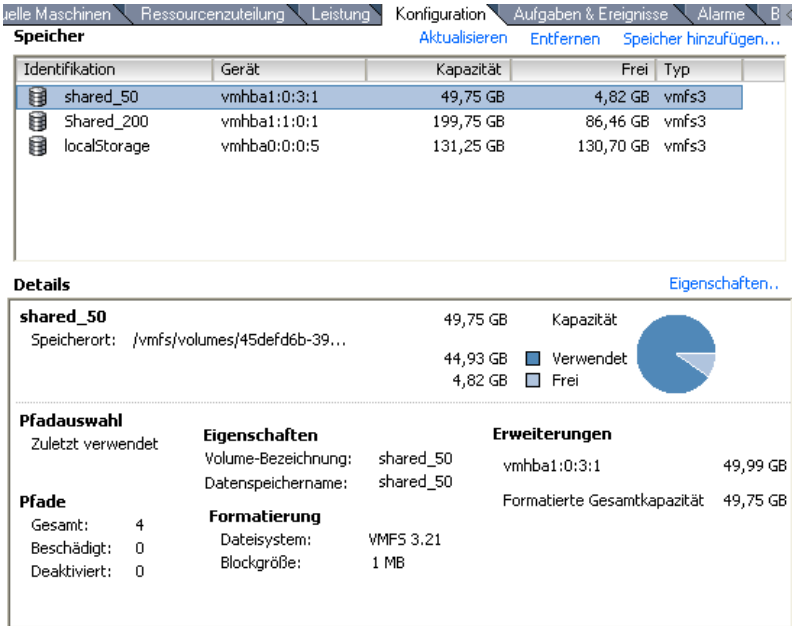 uelle Maschinen Ressourcenzuteilung Leistung Konfiguration Aufgaben & Ereignisse Alarme B
Speicher Aktualisieren Entfernen Speicher hinzufügen...
Identifikation Gerät Kapazität Frei Typ
shared_50 vmhba1:0:3:1 49,75 GB 4,82 GB vmfs3
Shared_200 vmhba1:1:0:1 199,75 GB 86,46 GB vmfs3
localStorage vmhba0:0:0:5 131,25 GB 130,70 GB vmfs3
Details Eigenschaften..
shared_50 49,75 GB Kapazität
Speicherort: /vmfs/volumes/45defd6b-39...
44,93 GB Verwendet
4,82 GB Frei
Pfadauswahl
Zuletzt verwendet
Pfade
Gesamt: 4
Beschädigt: 0
Deaktiviert: 0
Eigenschaften
Volume-Bezeichnung: shared_50
Datenspeichername: shared_50
Formatierung
Dateisystem: VMFS 3.21
Blockgröße: 1 MB
Erweiterungen
vmhba1:0:3:1 49,99 GB
Formatierte Gesamtkapazität 49,75 GB